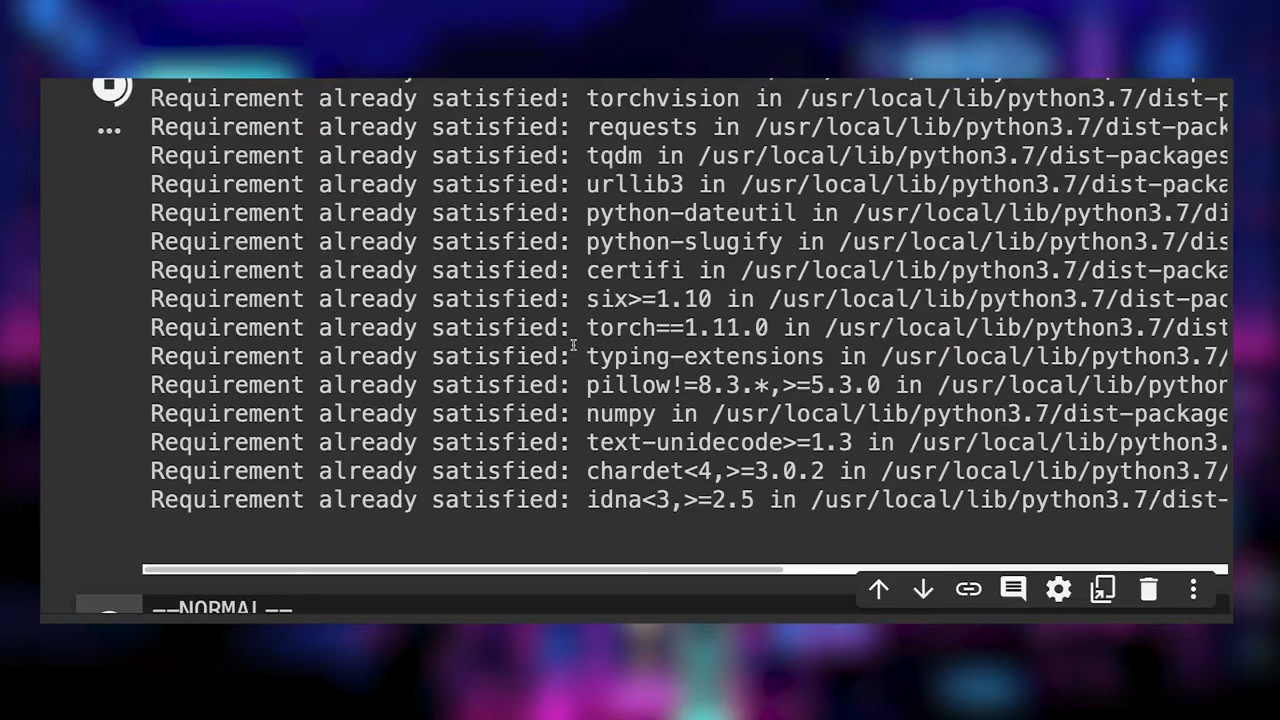 Requirement already satisfied: torchvision in /usr/local/lib/python3.7/dist-p
Requirement already satisfied: requests in /usr/local/lib/python3.7/dist-pack
Requirement already satisfied: tqdm in /usr/local/lib/python3.7/dist-packages
Requirement already satisfied: urllib3 in /usr/local/lib/python3.7/dist-packa
Requirement already satisfied: python-dateutil in /usr/local/lib/python3.7/di
Requirement already satisfied: python-slugify in /usr/local/lib/python3.7/dis
Requirement already satisfied: certifi in /usr/local/lib/python3.7/dist-packa
Requirement already satisfied: six>=1.10 in /usr/local/lib/python3.7/dist-pac
Requirement already satisfied: torch==1.11.0 in /usr/local/lib/python3.7/dist
Requirement already satisfied: typing-extensions in /usr/local/lib/python3.7/
Requirement already satisfied: pillow!=8.3.*,>=5.3.0 in /usr/local/lib/python
Requirement already satisfied: numpy in /usr/local/lib/python3.7/dist-package
Requirement already satisfied: text-unidecode>=1.3 in /usr/local/lib/python3.
Requirement already satisfied: chardet<4,>=3.0.2 in /usr/local/lib/python3.7/
Requirement already satisfied: idna<3,>=2.5 in /usr/local/lib/python3.7/dist-
--NORMAL--